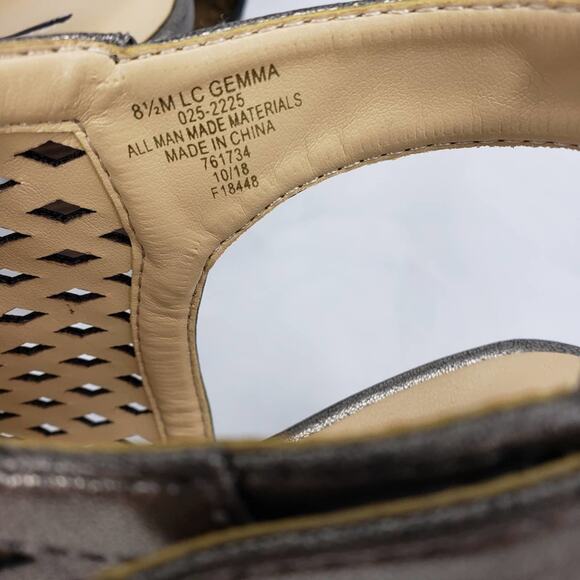 8½M LC GEMMA
025-2225
ALL MAN MADE MATERIALS
MADE IN CHINA
761734
10/18
F18448